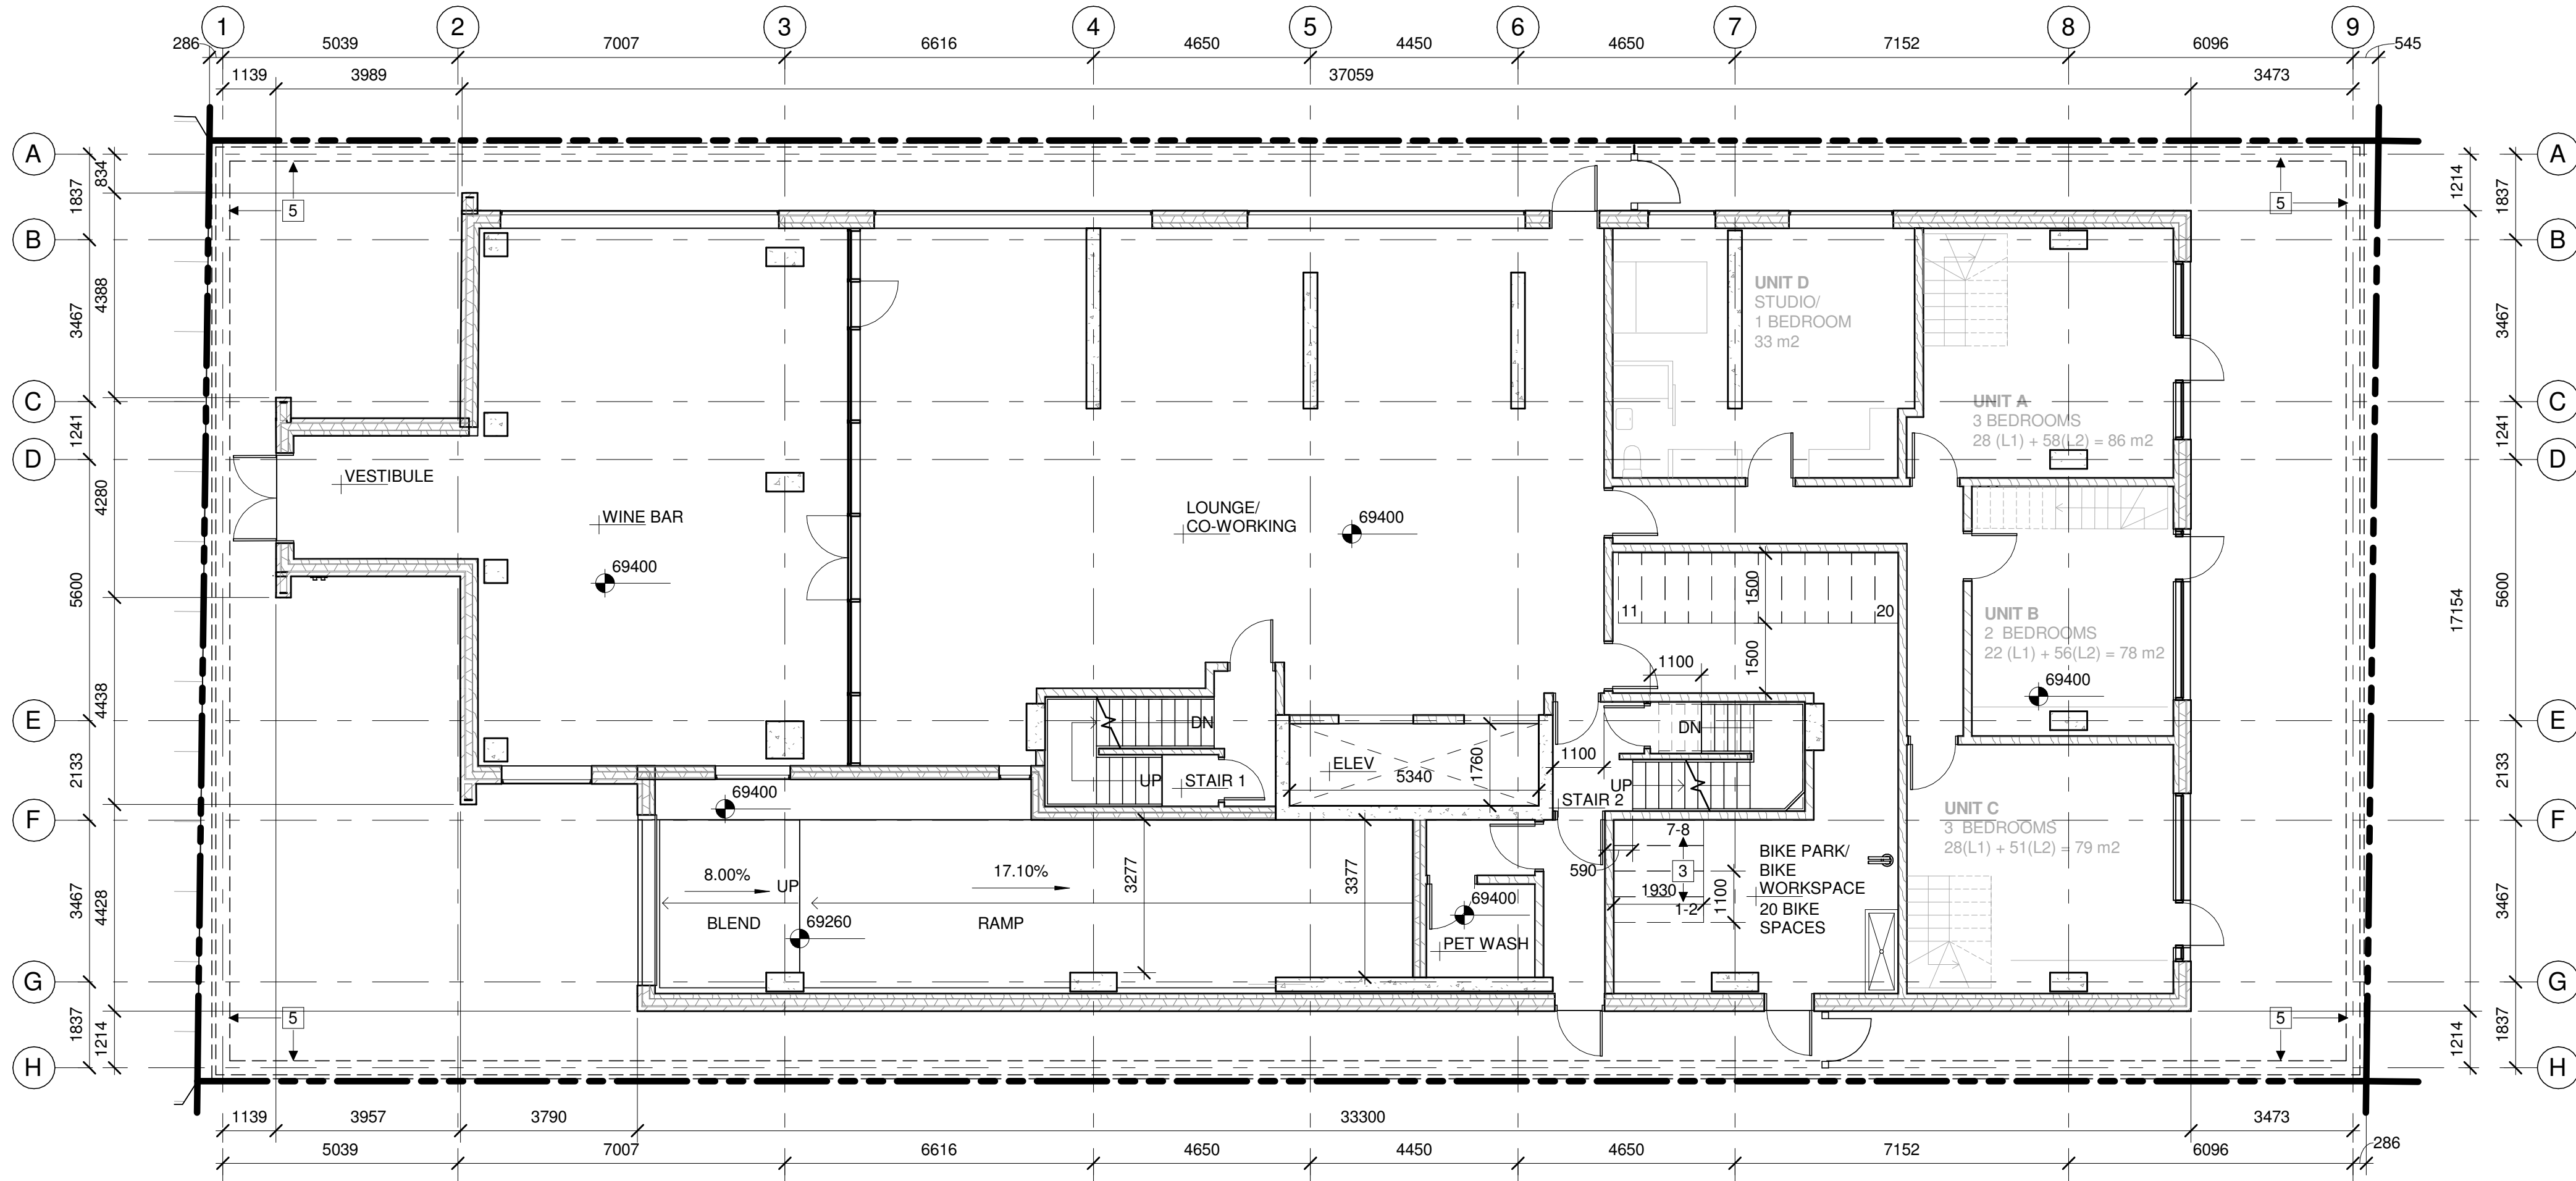 1 2 3 4 5 6 7 8 9
286 5039 7007 6616 4650 4450 4650 7152 6096 545
1139 3989 37059 3473
A
B
C
D
E
F
G
H
1837
3467
1241
5600
2133
3467
1837
834
4388
4280
4438
4428
1214
5 5
VESTIBULE
WINE BAR
69400
LOUNGE/
CO-WORKING
69400
UNIT D
STUDIO/
1 BEDROOM
33 m2
UNIT A
3 BEDROOMS
28 (L1) + 58(L2) = 86 m2
UNIT B
2 BEDROOMS
22 (L1) + 56(L2) = 78 m2
69400
11 20
1500
1500
1100
DN
UP STAIR 1
ELEV
5340
1760
1100
DN
UP
STAIR 2
69400
8.00%
UP
BLEND
69260
17.10%
RAMP
3277
3377
69400
PET WASH
590
7-8
3
1930
1-2
1100
BIKE PARK/
BIKE
WORKSPACE
20 BIKE
SPACES
UNIT C
3 BEDROOMS
28(L1) + 51(L2) = 79 m2
5 5
1214
17154
1214
1837
3467
1241
5600
2133
3467
1837
A
B
C
D
E
F
G
H
1139 3957 3790 33300 3473
5039 7007 6616 4650 4450 4650 7152 6096 286